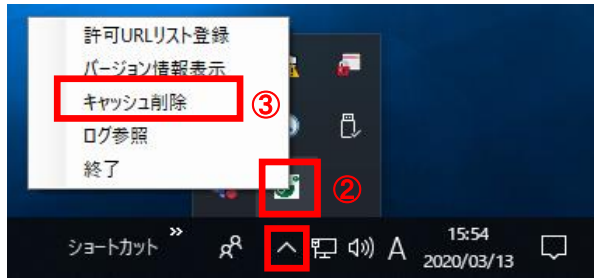 許可URLリスト登録
バージョン情報表示
キャッシュ削除
③
ログ参照
終了
②
ショートカット
»
A
15:54
2020/03/13